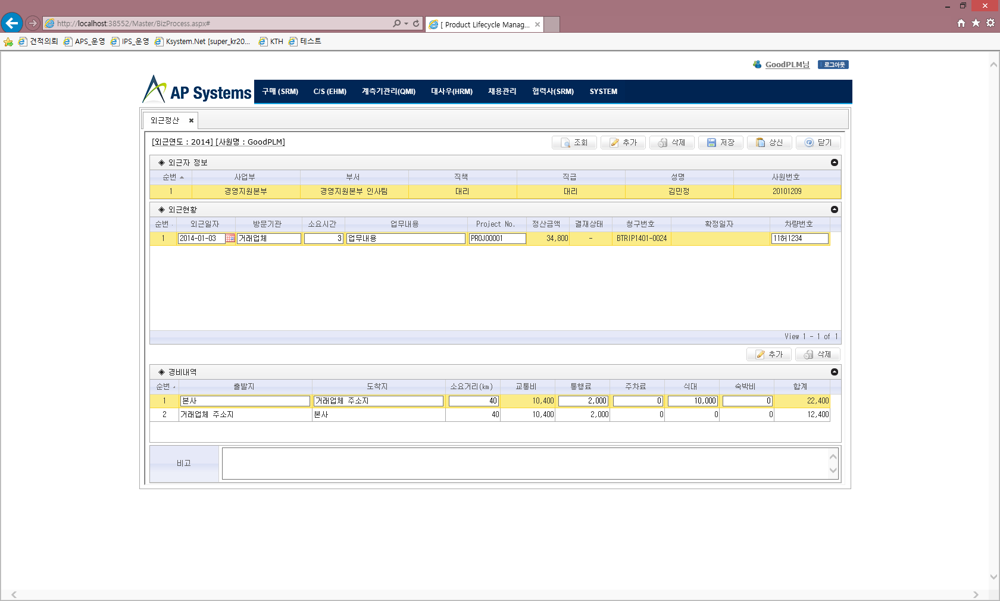 http://localhost:38552/Master/BizProcess.aspx#
[ Product Lifecycle Manag...
견적의뢰 APS_운영 IPS_운영 Ksystem.Net [super_kr20... KTH 테스트
GoodPLM님 로그아웃
AP Systems
구매 (SRM) C/S (EHM) 계측기관리(QMI) 대사우(HRM) 채용관리 협력사(SRM) SYSTEM
외근정산
[외근연도 : 2014] [사원명 : GoodPLM]
조회 추가 삭제 저장 상신 닫기
◈ 외근자 정보
순번 사업부 부서 직책 직급 성명 사원번호
1 경영지원본부 경영지원본부 인사팀 대리 대리 김민정 20101209
◈ 외근현황
순번 외근일자 방문기관 소요시간 업무내용 Project No. 정산금액 결재상태 청구번호 확정일자 차량번호
1 2014-01-03 거래업체 3 업무내용 PROJ00001 34,800 - BTRIP1401-0024 11허1234
View 1 - 1 of 1
추가 삭제
◈ 경비내역
순번 출발지 도착지 소요거리(km) 교통비 통행료 주차료 식대 숙박비 합계
1 본사 거래업체 주소지 40 10,400 2,000 0 10,000 0 22,400
2 거래업체 주소지 본사 40 10,400 2,000 0 0 0 12,400
비고